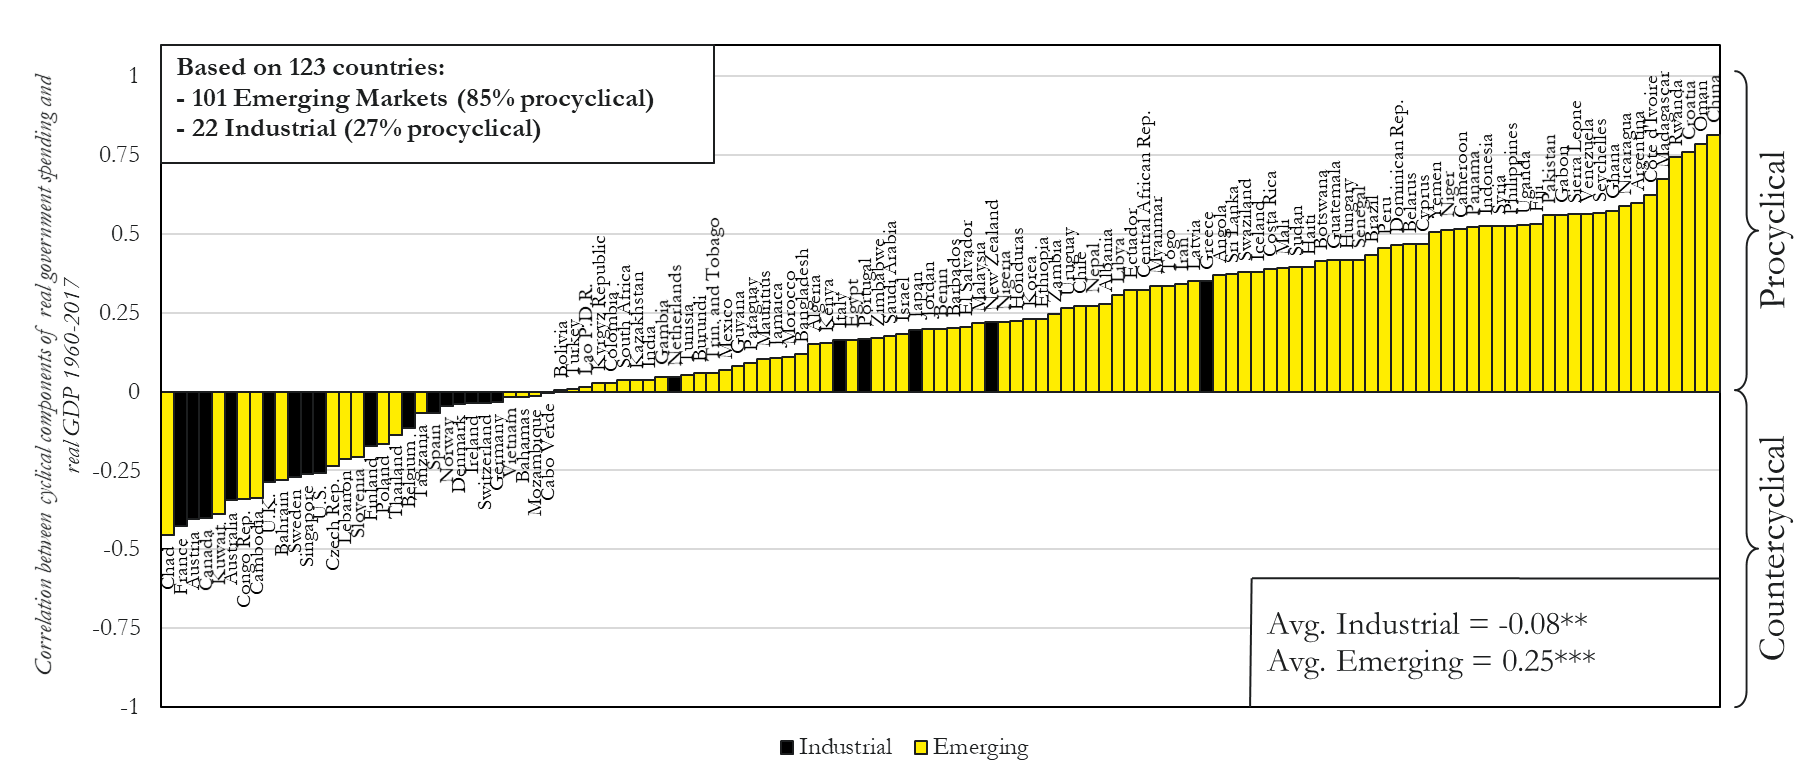 Correlation between cyclical components of real government spending and
real GDP 1960-2017
Based on 123 countries:
- 101 Emerging Markets (85% procyclical)
- 22 Industrial (27% procyclical)
1
0.75
0.5
0.25
0
-0.25
-0.5
-0.75
-1
Chad
France
Austria
Canada
Kuwait
Australia
Congo Rep.
Cambodia
U.K.
Bahrain
Sweden
Singapore
U.S.
Czech Rep.
Lebanon
Slovenia
Finland
Poland
Thailand
Belgium
Tanzania
Spain
Norway
Denmark
Ireland
Switzerland
Germany
Vietnam
Bahamas
Mozambique
Cabo Verde
Bolivia
Turkey
Lao P.D.R.
Kyrgyz Republic
Colombia
South Africa
Kazakhstan
India
Gambia
Netherlands
Tunisia
Burundi
Trin. and Tobago
Mexico
Guyana
Paraguay
Mauritius
Jamaica
Morocco
Bangladesh
Algeria
Kenya
Italy
Egypt
Portugal
Zimbabwe
Saudi Arabia
Israel
Japan
Jordan
Benin
Barbados
El Salvador
Malaysia
New Zealand
Nigeria
Honduras
Korea
Ethiopia
Zambia
Uruguay
Chile
Nepal
Albania
Libya
Ecuador
Central African Rep.
Myanmar
Togo
Iran
Latvia
Greece
Angola
Sri Lanka
Swaziland
Iceland
Costa Rica
Mali
Sudan
Haiti
Botswana
Guatemala
Hungary
Senegal
Brazil
Peru
Dominican Rep.
Belarus
Cyprus
Yemen
Niger
Cameroon
Panama
Indonesia
Syria
Philippines
Uganda
Fiji
Pakistan
Gabon
Sierra Leone
Venezuela
Seychelles
Ghana
Nicaragua
Argentina
Cote d'Ivoire
Madagascar
Rwanda
Croatia
Oman
China
Procyclical
Countercyclical
Avg. Industrial = -0.08**
Avg. Emerging = 0.25***
Industrial
Emerging